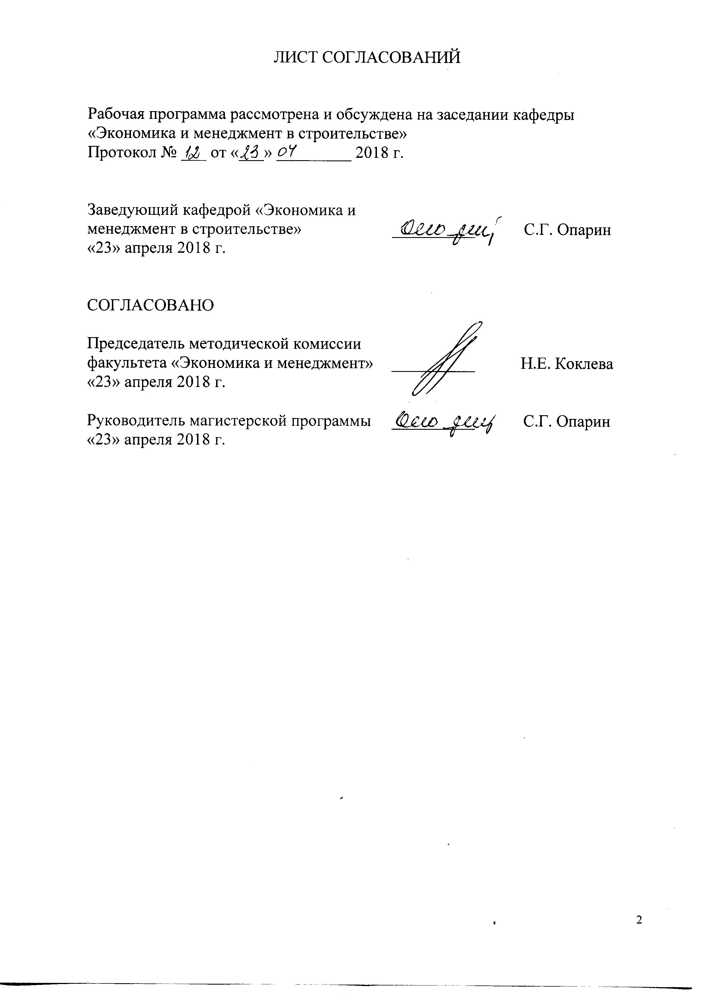 ЛИСТ СОГЛАСОВАНИЙ
Рабочая программа рассмотрена и обсуждена на заседании кафедры
«Экономика и менеджмент в строительстве»
Протокол № 12 от «23» 04 2018 г.
Заведующий кафедрой «Экономика и
менеджмент в строительстве» С.Г. Опарин
«23» апреля 2018 г.
СОГЛАСОВАНО
Председатель методической комиссии
факультета «Экономика и менеджмент» Н.Е. Коклева
«23» апреля 2018 г.
Руководитель магистерской программы С.Г. Опарин
«23» апреля 2018 г.
2